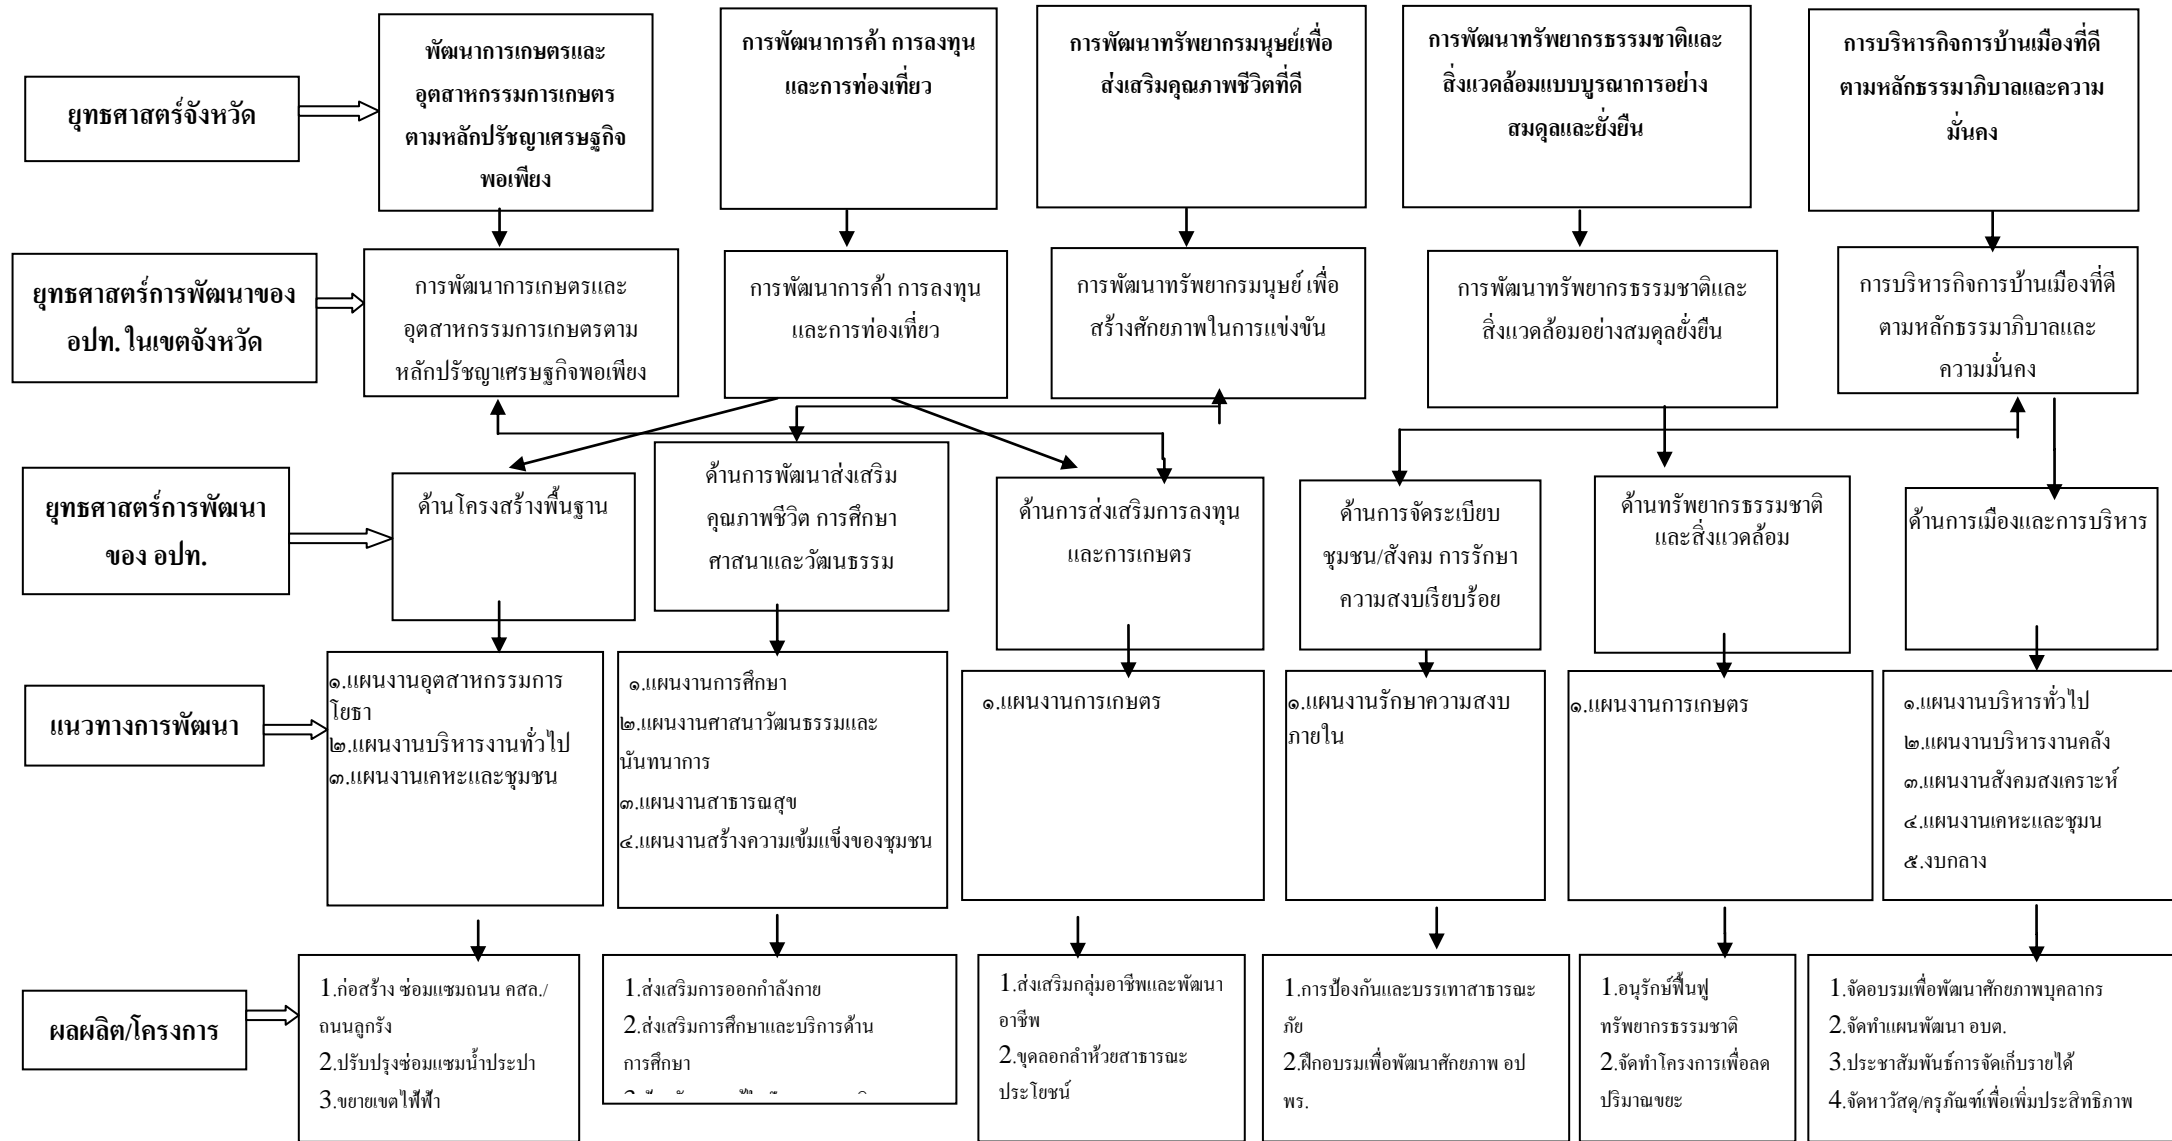 ยุทธศาสตร์จังหวัด
พัฒนาการเกษตรและ
อุตสาหกรรมการเกษตร
ตามหลักปรัชญาเศรษฐกิจ
พอเพียง
การพัฒนาการค้า การลงทุน
และการท่องเที่ยว
การพัฒนาทรัพยากรมนุษย์เพื่อ
ส่งเสริมคุณภาพชีวิตที่ดี
การพัฒนาทรัพยากรธรรมชาติและ
สิ่งแวดล้อมแบบบูรณาการอย่าง
สมดุลและยั่งยืน
การบริหารกิจการบ้านเมืองที่ดี
ตามหลักธรรมาภิบาลและความ
มั่นคง
ยุทธศาสตร์การพัฒนาของ
อปท. ในเขตจังหวัด
การพัฒนาการเกษตรและ
อุตสาหกรรมการเกษตรตาม
หลักปรัชญาเศรษฐกิจพอเพียง
การพัฒนาการค้า การลงทุน
และการท่องเที่ยว
การพัฒนาทรัพยากรมนุษย์ เพื่อ
สร้างศักยภาพในการแข่งขัน
การพัฒนาทรัพยากรธรรมชาติและ
สิ่งแวดล้อมอย่างสมดุลยั่งยืน
การบริหารกิจการบ้านเมืองที่ดี
ตามหลักธรรมาภิบาลและ
ความมั่นคง
ยุทธศาสตร์การพัฒนา
ของ อปท.
ด้านโครงสร้างพื้นฐาน
ด้านการพัฒนาส่งเสริม
คุณภาพชีวิต การศึกษา
ศาสนาและวัฒนธรรม
ด้านการส่งเสริมการลงทุน
และการเกษตร
ด้านการจัดระเบียบ
ชุมชน/สังคม การรักษา
ความสงบเรียบร้อย
ด้านทรัพยากรธรรมชาติ
และสิ่งแวดล้อม
ด้านการเมืองและการบริหาร
แนวทางการพัฒนา
๑.แผนงานอุตสาหกรรมการ
โยธา
๒.แผนงานบริหารงานทั่วไป
๓.แผนงานเคหะและชุมชน
๑.แผนงานการศึกษา
๒.แผนงานศาสนาวัฒนธรรมและ
นันทนาการ
๓.แผนงานสาธารณสุข
๔.แผนงานสร้างความเข้มแข็งของชุมชน
๑.แผนงานการเกษตร
๑.แผนงานรักษาความสงบ
ภายใน
๑.แผนงานการเกษตร
๑.แผนงานบริหารทั่วไป
๒.แผนงานบริหารงานคลัง
๓.แผนงานสังคมสงเคราะห์
๔.แผนงานเคหะและชุมน
๕.งบกลาง
ผลผลิต/โครงการ
1.ก่อสร้าง ซ่อมแซมถนน คสล./
ถนนลูกรัง
2.ปรับปรุงซ่อมแซมน้ำประปา
3.ขยายเขตไฟ้ฟ้า
1.ส่งเสริมการออกกำลังกาย
2.ส่งเสริมการศึกษาและบริการด้าน
การศึกษา
1.ส่งเสริมกลุ่มอาชีพและพัฒนา
อาชีพ
2.ขุดลอกลำห้วยสาธารณะ
ประโยชน์
1.การป้องกันและบรรเทาสาธารณะ
ภัย
2.ฝึกอบรมเพื่อพัฒนาศักยภาพ อป
พร.
1.อนุรักษ์ฟื้นฟู
ทรัพยากรธรรมชาติ
2.จัดทำโครงการเพื่อลด
ปริมาณขยะ
1.จัดอบรมเพื่อพัฒนาศักยภาพบุคลากร
2.จัดทำแผนพัฒนา อบต.
3.ประชาสัมพันธ์การจัดเก็บรายได้
4.จัดหาวัสดุ/ครุภัณฑ์เพื่อเพิ่มประสิทธิภาพ